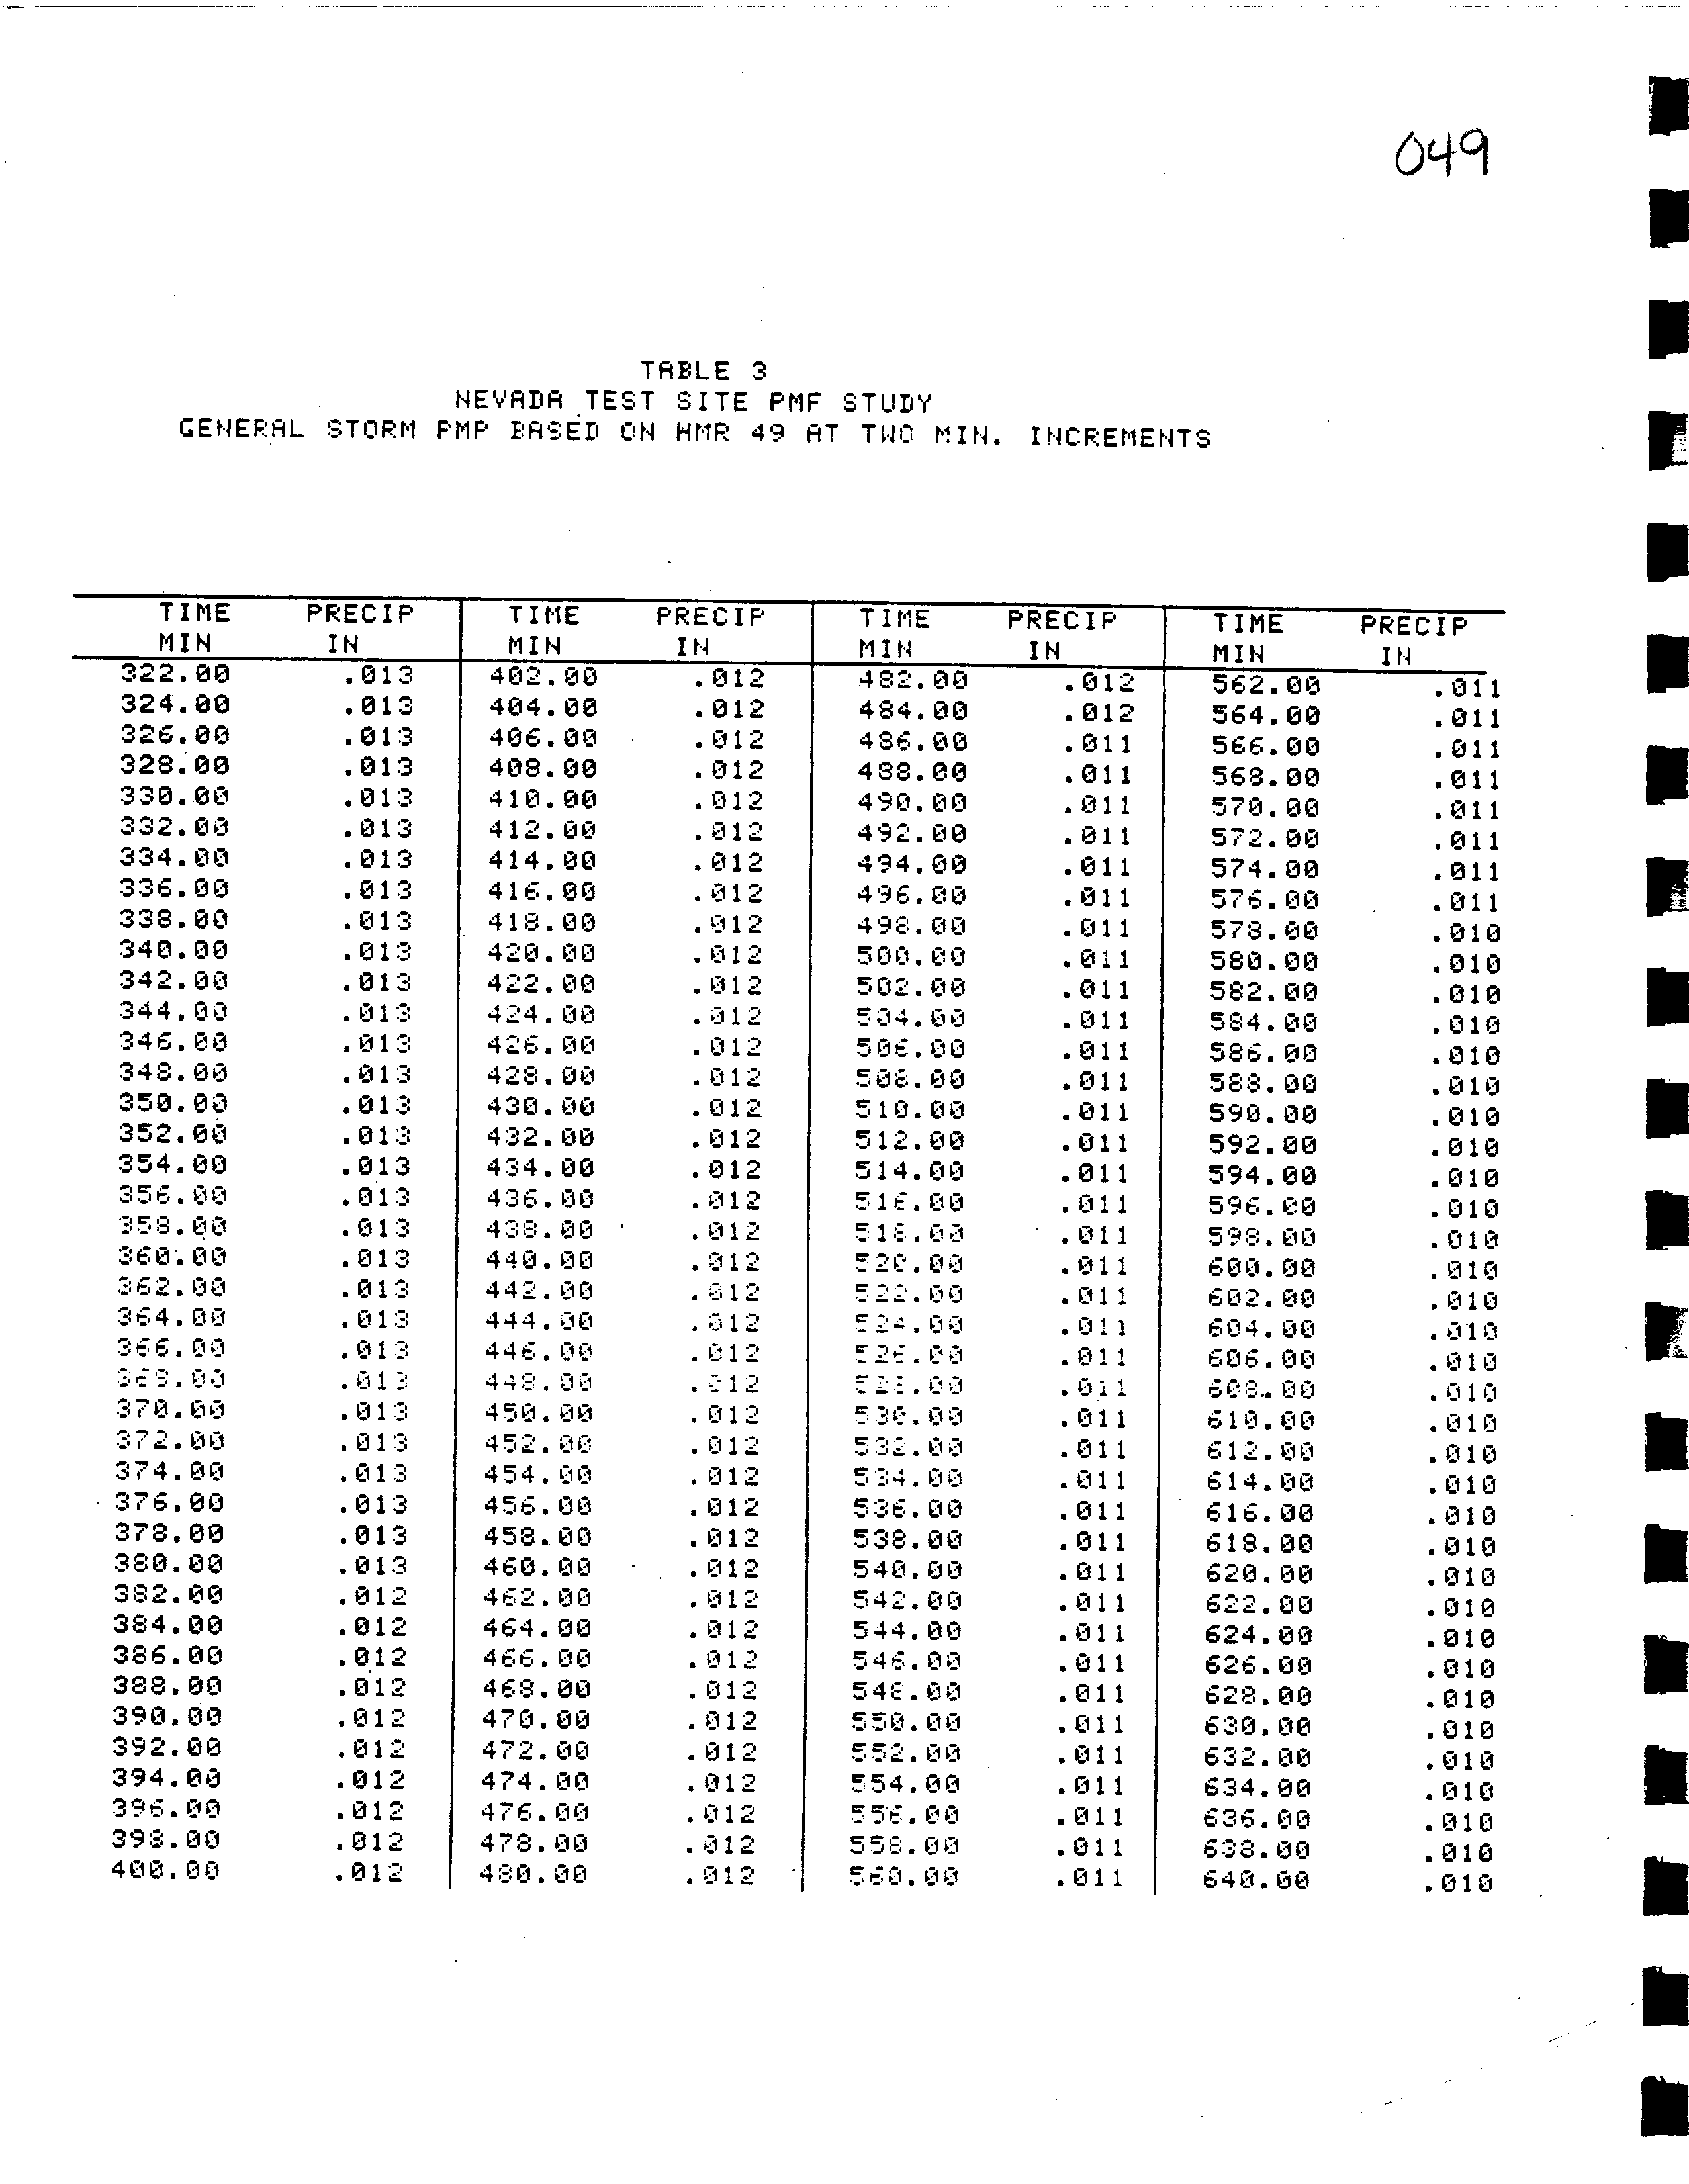 049
TABLE 3
NEVADA TEST SITE PMF STUDY
GENERAL STORM PMP BASED ON HMR 49 AT TWO MIN. INCREMENTS
TIME PRECIP TIME PRECIP TIME PRECIP TIME PRECIP
MIN IN MIN IN MIN IN MIN IN
322.00 .013 402.00 .012 482.00 .012 562.00 .011
324.00 .013 404.00 .012 484.00 .012 564.00 .011
326.00 .013 406.00 .012 486.00 .011 566.00 .011
328.00 .013 408.00 .012 488.00 .011 568.00 .011
330.00 .013 410.00 .012 490.00 .011 570.00 .011
332.00 .013 412.00 .012 492.00 .011 572.00 .011
334.00 .013 414.00 .012 494.00 .011 574.00 .011
336.00 .013 416.00 .012 496.00 .011 576.00 .011
338.00 .013 418.00 .012 498.00 .011 578.00 .010
340.00 .013 420.00 .012 500.00 .011 580.00 .010
342.00 .013 422.00 .012 502.00 .011 582.00 .010
344.00 .013 424.00 .012 504.00 .011 584.00 .010
346.00 .013 426.00 .012 506.00 .011 586.00 .010
348.00 .013 428.00 .012 508.00 .011 588.00 .010
350.00 .013 430.00 .012 510.00 .011 590.00 .010
352.00 .013 432.00 .012 512.00 .011 592.00 .010
354.00 .013 434.00 .012 514.00 .011 594.00 .010
356.00 .013 436.00 .012 516.00 .011 596.00 .010
358.00 .013 438.00 .012 518.00 .011 598.00 .010
360.00 .013 440.00 .012 520.00 .011 600.00 .010
362.00 .013 442.00 .012 522.00 .011 602.00 .010
364.00 .013 444.00 .012 524.00 .011 604.00 .010
366.00 .013 446.00 .012 526.00 .011 606.00 .010
368.00 .013 448.00 .012 528.00 .011 608.00 .010
370.00 .013 450.00 .012 530.00 .011 610.00 .010
372.00 .013 452.00 .012 532.00 .011 612.00 .010
374.00 .013 454.00 .012 534.00 .011 614.00 .010
376.00 .013 456.00 .012 536.00 .011 616.00 .010
378.00 .013 458.00 .012 538.00 .011 618.00 .010
380.00 .013 460.00 .012 540.00 .011 620.00 .010
382.00 .012 462.00 .012 542.00 .011 622.00 .010
384.00 .012 464.00 .012 544.00 .011 624.00 .010
386.00 .012 466.00 .012 546.00 .011 626.00 .010
388.00 .012 468.00 .012 548.00 .011 628.00 .010
390.00 .012 470.00 .012 550.00 .011 630.00 .010
392.00 .012 472.00 .012 552.00 .011 632.00 .010
394.00 .012 474.00 .012 554.00 .011 634.00 .010
396.00 .012 476.00 .012 556.00 .011 636.00 .010
398.00 .012 478.00 .012 558.00 .011 638.00 .010
400.00 .012 480.00 .012 560.00 .011 640.00 .010